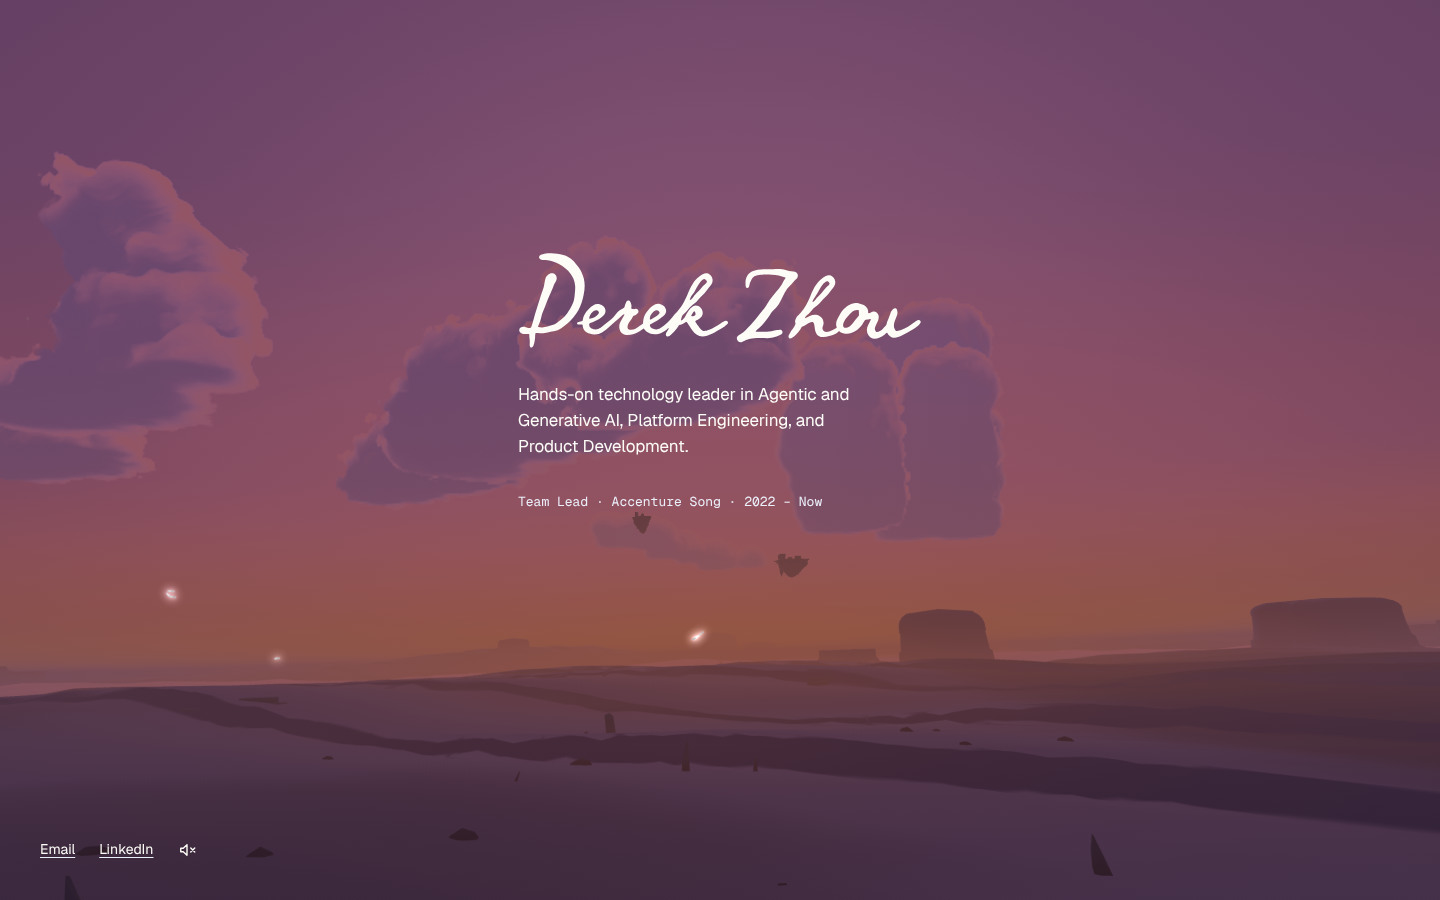 Derek Zhou
Hands-on technology leader in Agentic and
Generative AI, Platform Engineering, and
Product Development.
Team Lead · Accenture Song · 2022 – Now
Email LinkedIn